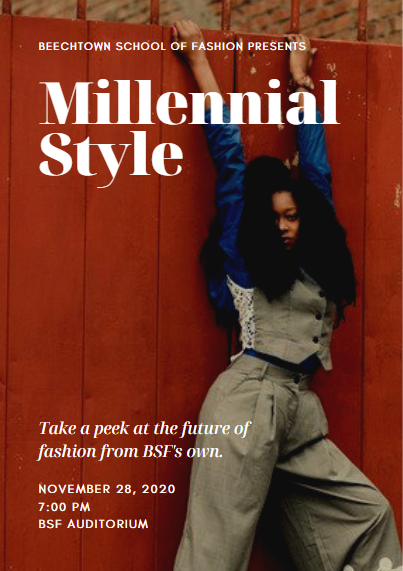 BEECHTOWN SCHOOL OF FASHION PRESENTS
Millennial
Style
Take a peek at the future of
fashion from BSF's own.
NOVEMBER 28, 2020
7:00 PM
BSF AUDITORIUM